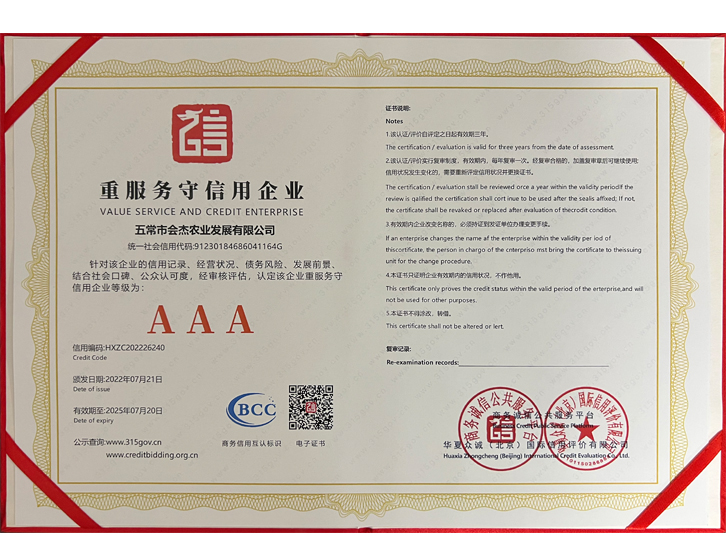 重服务守信用企业
VALUE SERVICE AND CREDIT ENTERPRISE
五常市会杰农业发展有限公司
统一社会信用代码:91230184686041164G
针对该企业的信用记录、经营状况、债务风险、发展前景、
结合社会口碑、公众认可度，经审核评估，认定该企业重服务守
信用企业等级为：
AAA
信用编码:HXZC202226240
Credit Code
颁发日期:2022年07月21日
Date of issue
有效期至:2025年07月20日
Date of expiry
公示查询:www.315gov.cn
www.creditbidding.org.cn
BCC
商务信用互认标识
电子证书
证书说明:
Notes
1.该认证/评价自评定之日起有效期三年。
The certification / evaluation is valid for three years from the date of assessment.
2.该认证/评价实行复审制度，有效期内，每年复审一次。经复审合格的，加盖复审章后可继续使用;
信用状况发生变化的，需要重新评定信用状况并更换证书。
The certification / evaluation stall be reviewed orce a year within the validity periodif the
review is qalified the certification shall cort inue to be used after the sealis affixed; If not,
the certificate shall be revaked or replaced after evaluation of thecrodit condition.
3.有效期内企业改变名称的，必须持证到发证单位办理变更手续。
If an enterprise changes the name af the enterprise within the validity per iod of
thiscortificate, the person in chargo of the cnterpriso mst bring the certificate to theissuing
unit for the change procedure.
4.本证书只证明企业有效期内的信用状况，不作他用。
This certificate only proves the credit status within the valid period of the enterprise,and will
not be used for other purposes.
5.本证书不得涂改，转借。
This certificate shall not be altered or lert.
复审记录:
Re-examination records:
商务诚信公共服务平台
Credit Public Service Platform
华夏众诚（北京）国际信用评价有限公司
Huaxia Zhongcheng (Beijing) International Credit Evaluating Co., Ltd.